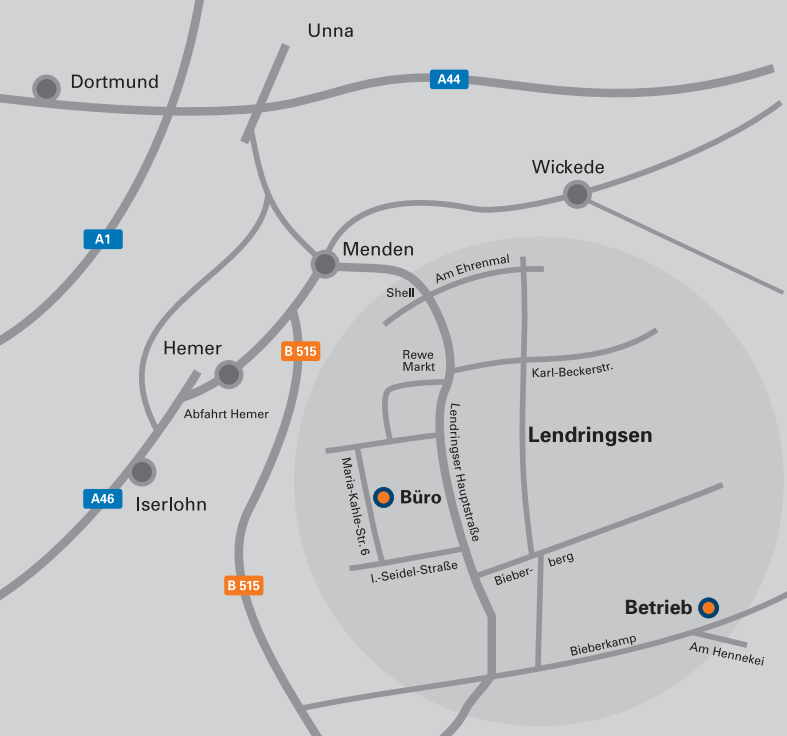 Unna
Dortmund
A44
Wickede
A1
Menden
Am Ehrenmal
Shell
Hemer
B 515
Rewe
Markt
Karl-Beckerstr.
Abfahrt Hemer
Lendringser Hauptstraße
Lendringsen
Maria-Kahle-Str. 6
Büro
A46
Iserlohn
I.-Seidel-Straße
Bieber-
berg
B 515
Betrieb
Bieberkamp
Am Hennekei